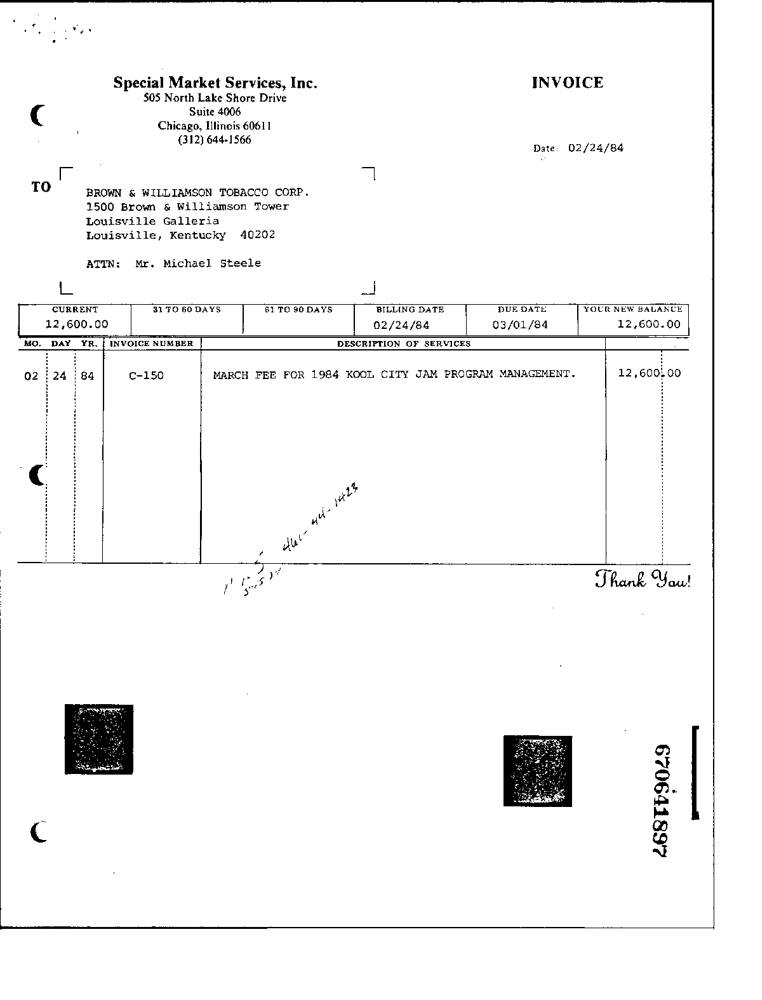 Special Market Services, Inc.
505 North Lake Shore Drive
Suite 4006
Chicago, Illinois 60611
(312) 644-1566
INVOICE
Date: 02/24/84
TO
BROWN & WILLIAMSON TOBACCO CORP.
1500 Brown & Williamson Tower
Louisville Galleria
Louisville, Kentucky 40202
ATTN: Mr. Michael Steele
CURRENT 31 TO 60 DAYS 61 TO 90 DAYS BILLING DATE DUE DATE YOUR NEW BALANCE
12,600.00 02/24/84 03/01/84 12,600.00
MO. DAY YR. INVOICE NUMBER DESCRIPTION OF SERVICES
02 24 84 C-150 MARCH FEE FOR 1984 KOOL CITY JAM PROGRAM MANAGEMENT. 12,600.00
461-44-1423
Thank You!
670641897